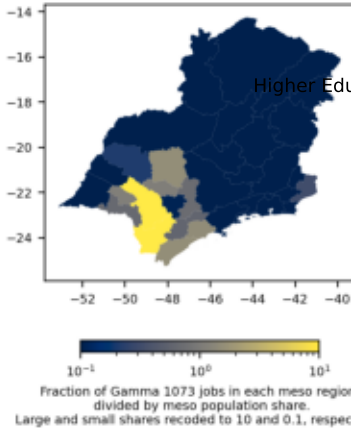 −14
−16
Higher Edu
−18
−20
−22
−24
−52 −50 −48 −46 −44 −42 −40
10⁻¹ 10⁰ 10¹
Fraction of Gamma 1073 jobs in each meso region
divided by meso population share.
Large and small shares recoded to 10 and 0.1, respec